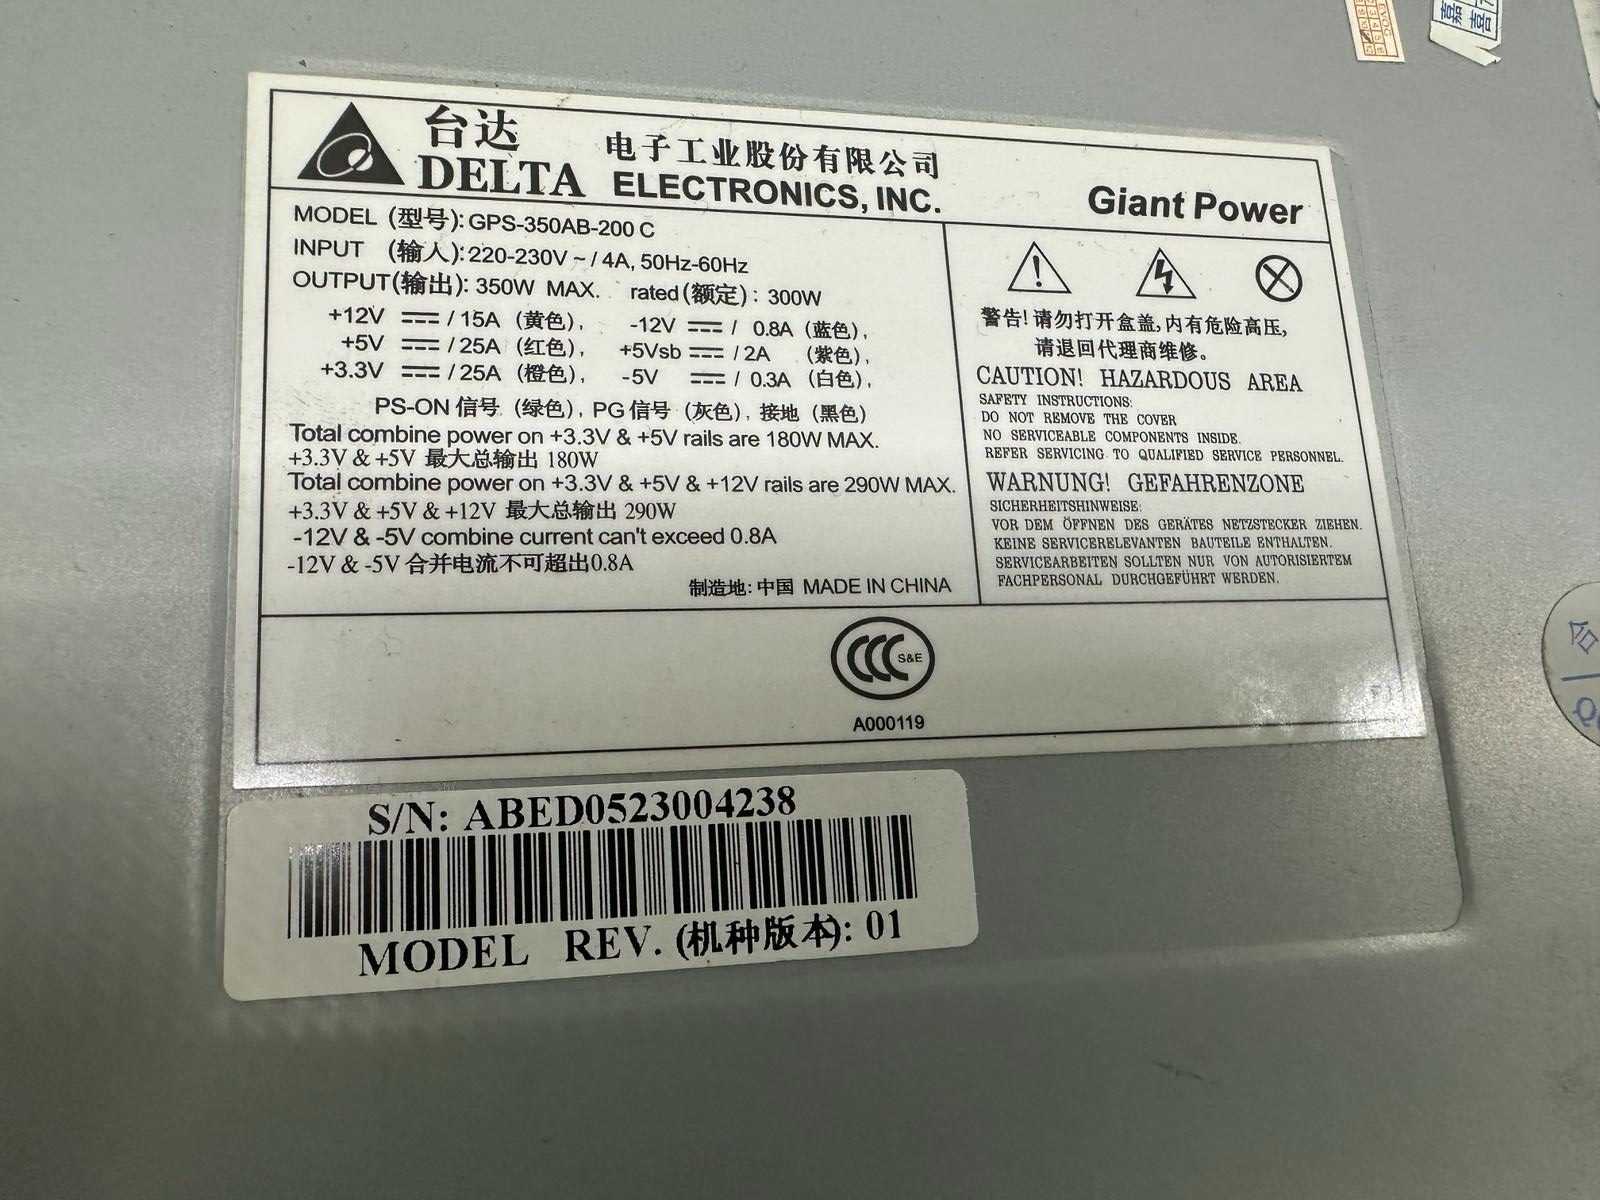 台达
DELTA
电子工业股份有限公司
ELECTRONICS, INC.
Giant Power
MODEL (型号): GPS-350AB-200 C
INPUT (输入): 220-230V ~ / 4A, 50Hz-60Hz
OUTPUT(输出): 350W MAX. rated(额定): 300W
+12V / 15A (黄色), -12V / 0.8A (蓝色),
+5V / 25A (红色), +5Vsb / 2A (紫色),
+3.3V / 25A (橙色), -5V / 0.3A (白色),
PS-ON 信号 (绿色), PG 信号 (灰色), 接地 (黑色)
Total combine power on +3.3V & +5V rails are 180W MAX.
+3.3V & +5V 最大总输出 180W
Total combine power on +3.3V & +5V & +12V rails are 290W MAX.
+3.3V & +5V & +12V 最大总输出 290W
-12V & -5V combine current can't exceed 0.8A
-12V & -5V 合并电流不可超出0.8A
制造地: 中国 MADE IN CHINA
警告! 请勿打开盒盖, 内有危险高压,
请退回代理商维修。
CAUTION! HAZARDOUS AREA
SAFETY INSTRUCTIONS:
DO NOT REMOVE THE COVER
NO SERVICEABLE COMPONENTS INSIDE.
REFER SERVICING TO QUALIFIED SERVICE PERSONNEL.
WARNUNG! GEFAHRENZONE
SICHERHEITSHINWEISE:
VOR DEM ÖFFNEN DES GERÄTES NETZSTECKER ZIEHEN.
KEINE SERVICERELEVANTEN BAUTEILE ENTHALTEN.
SERVICEARBEITEN SOLLTEN NUR VON AUTORISIERTEM
FACHPERSONAL DURCHGEFÜHRT WERDEN.
CCC S&E
A000119
S/N: ABED0523004238
MODEL REV. (机种版本): 01